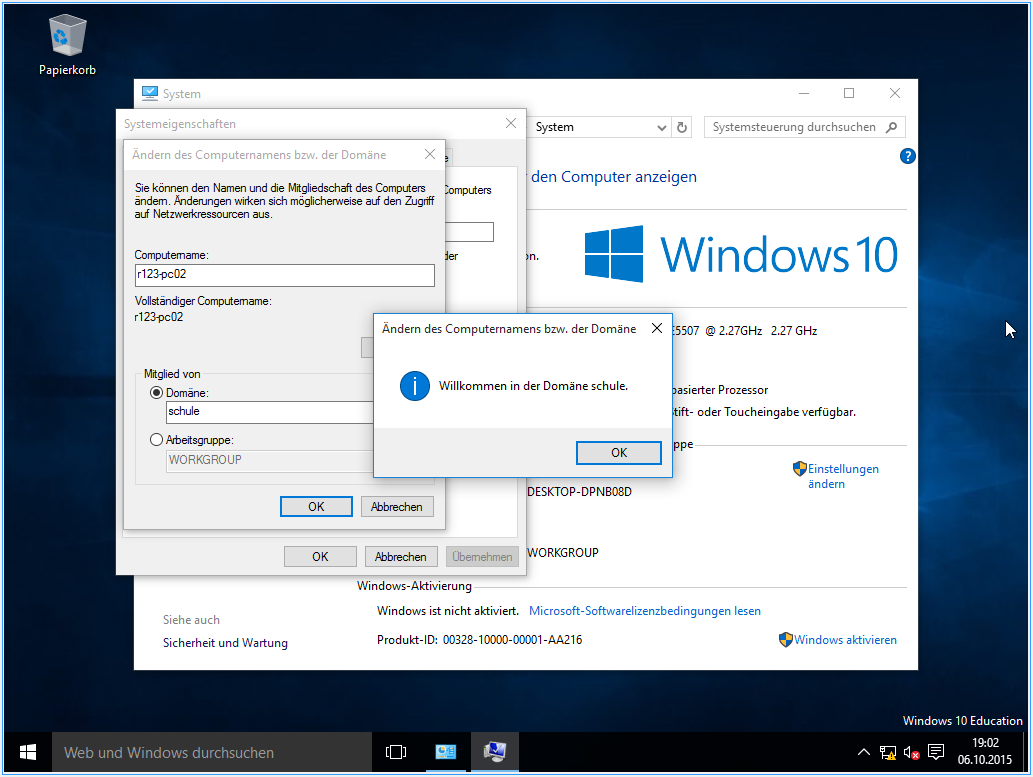 Papierkorb
System
Systemeigenschaften
System
Systemsteuerung durchsuchen
Ändern des Computernamens bzw. der Domäne
den Computer anzeigen
Sie können den Namen und die Mitgliedschaft des Computers
ändern. Änderungen wirken sich möglicherweise auf den Zugriff
auf Netzwerkressourcen aus.
Computers
Windows 10
Computername:
r123-pc02
Vollständiger Computername:
r123-pc02
Ändern des Computernamens bzw. der Domäne
Willkommen in der Domäne schule.
OK
E5507 @ 2.27GHz 2.27 GHz
basierter Prozessor
Stift- oder Toucheingabe verfügbar.
Mitglied von
Domäne:
schule
Arbeitsgruppe:
WORKGROUP
OK
Abbrechen
Einstellungen
ändern
DESKTOP-DPNB08D
WORKGROUP
OK
Abbrechen
Übernehmen
Windows-Aktivierung
Windows ist nicht aktiviert. Microsoft-Softwarelizenzbedingungen lesen
Produkt-ID: 00328-10000-00001-AA216
Windows aktivieren
Siehe auch
Sicherheit und Wartung
Windows 10 Education
Web und Windows durchsuchen
19:02
06.10.2015